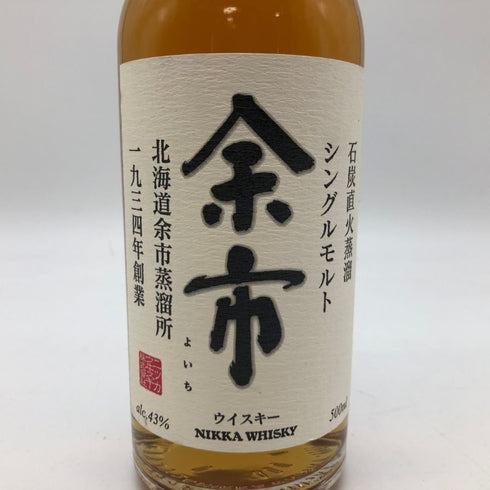 石炭直火蒸溜
シングルモルト
余市
よいち
北海道余市蒸溜所
一九三四年創業
alc.43%
ウイスキー
NIKKA WHISKY
500ml